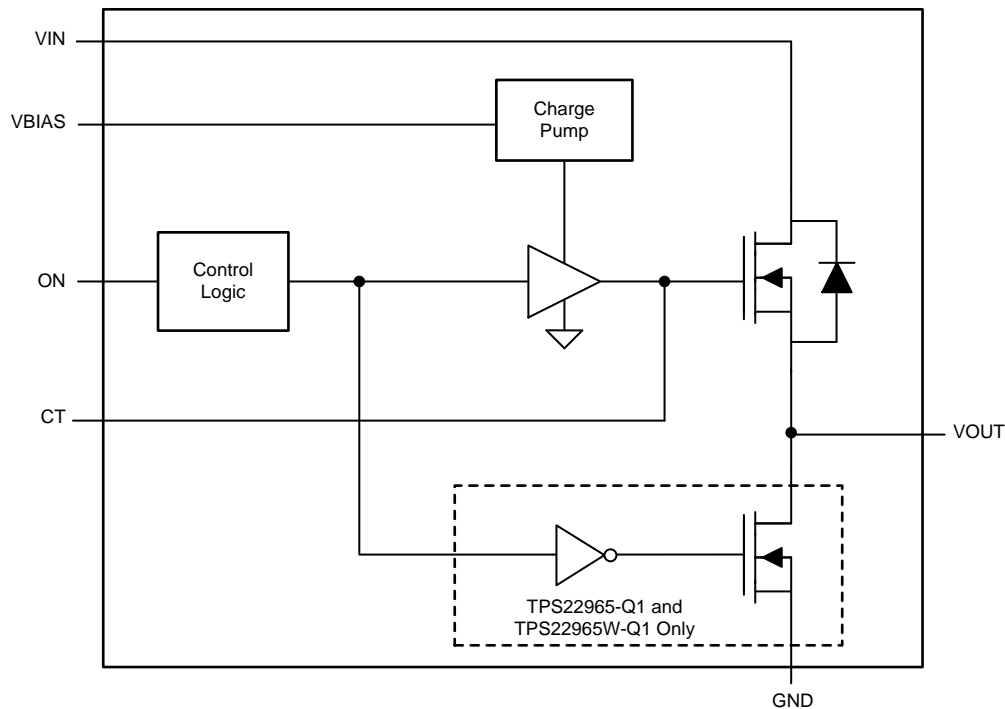 VIN
Charge
Pump
VBIAS
ON
Control
Logic
CT
VOUT
TPS22965-Q1 and
TPS22965W-Q1 Only
GND